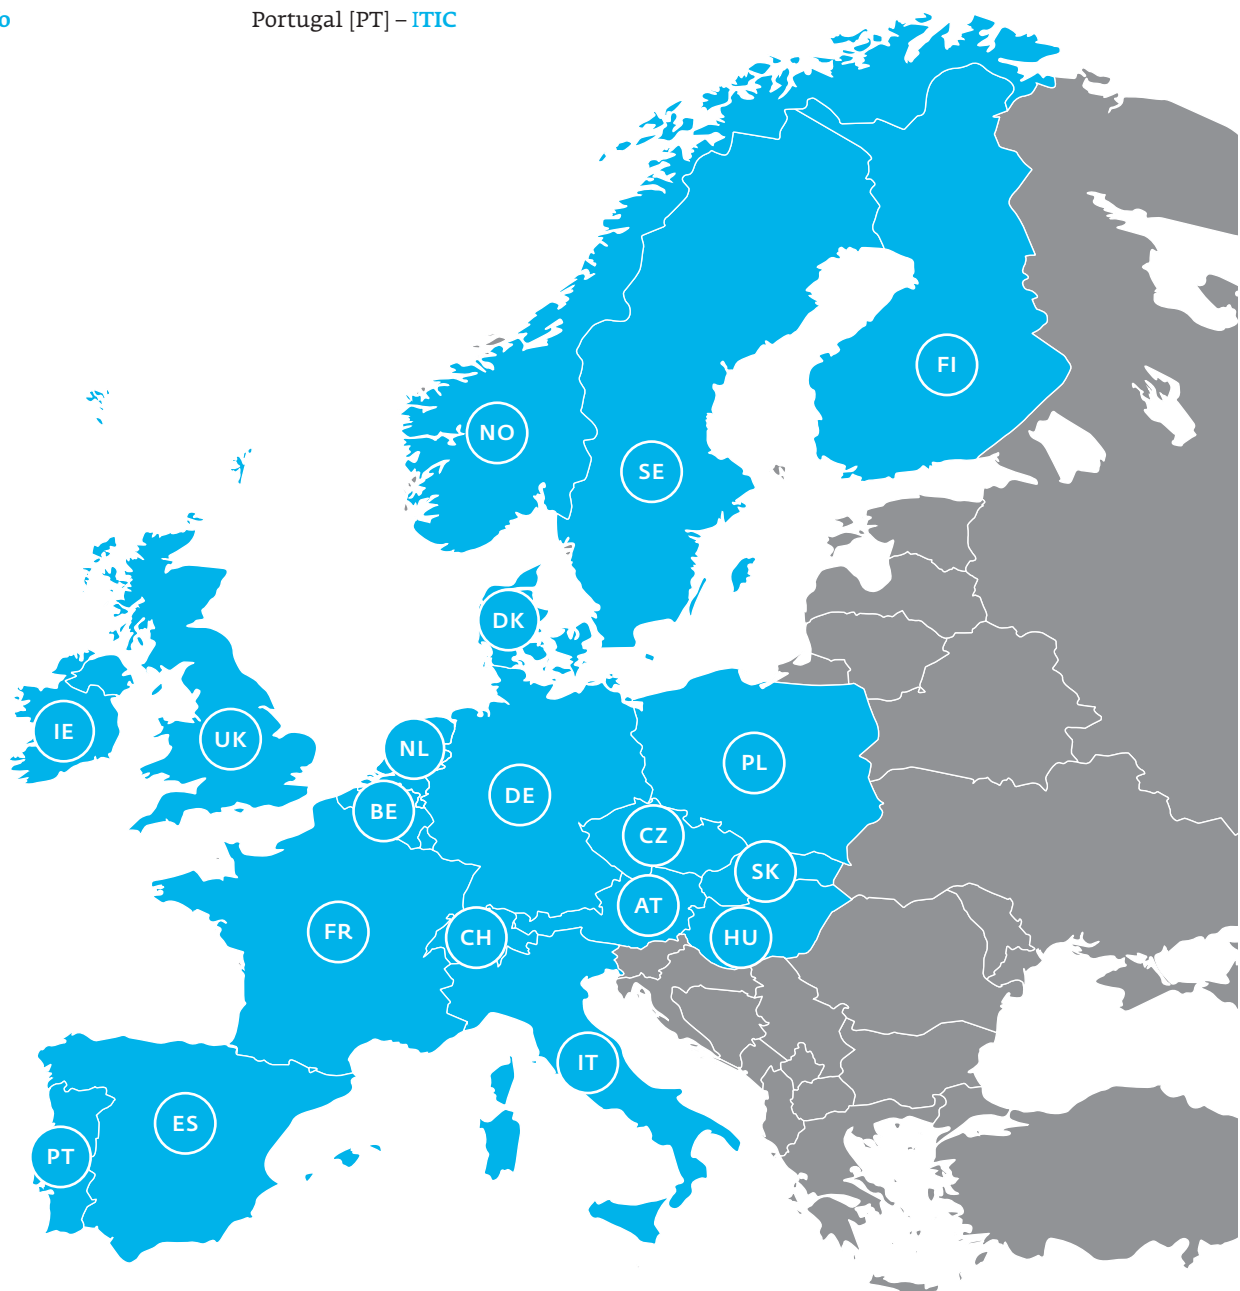 o
Portugal [PT] – ITIC
FI
NO
SE
DK
IE
UK
NL
PL
DE
BE
CZ
SK
AT
FR
CH
HU
IT
ES
PT